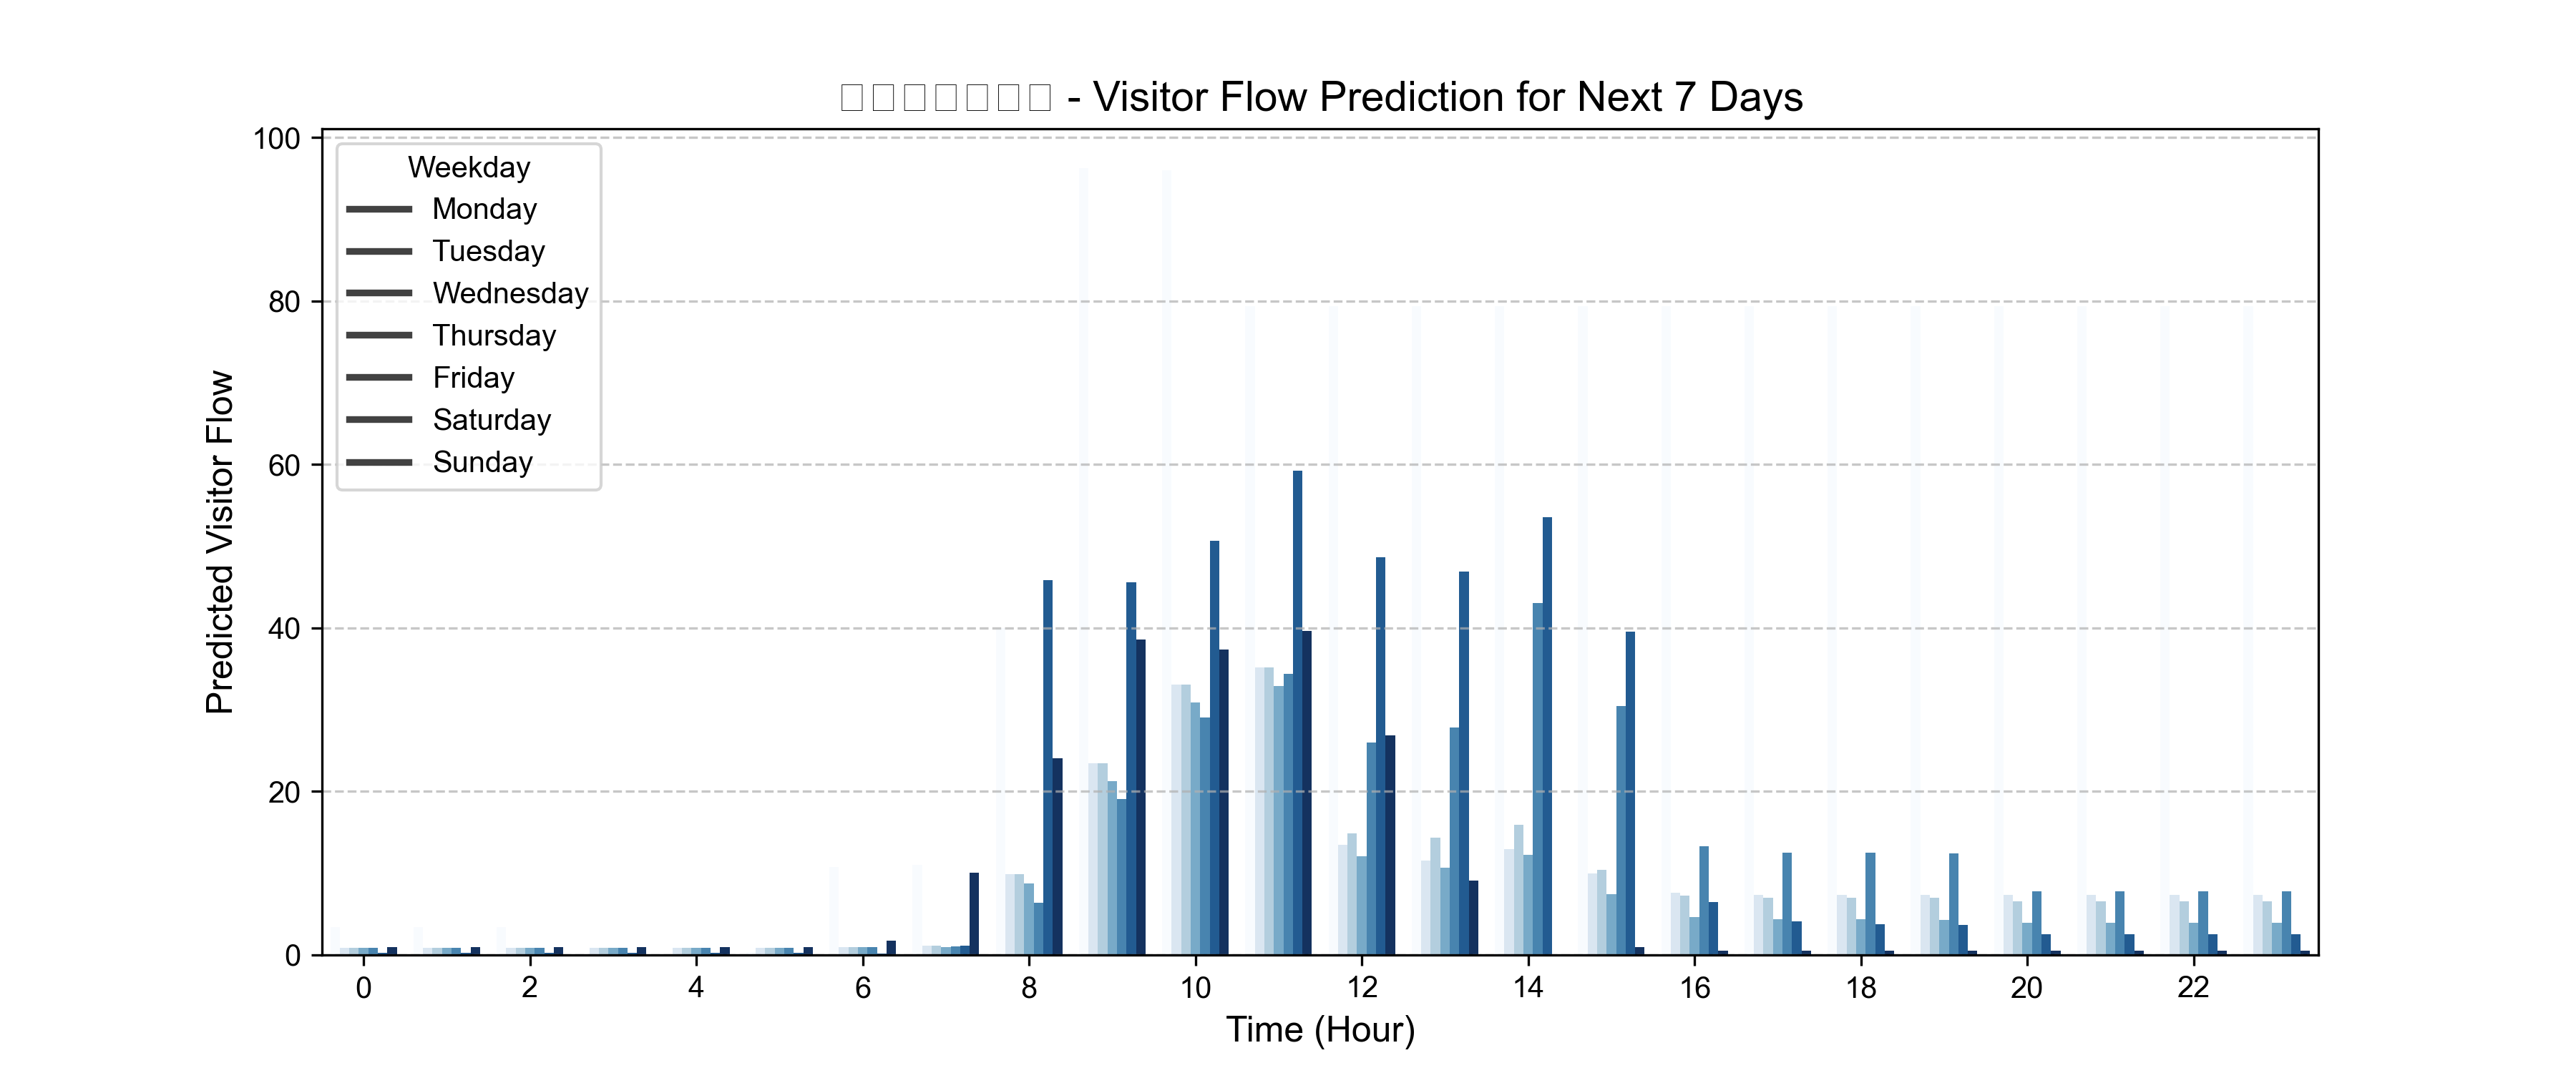 - Visitor Flow Prediction for Next 7 Days
100
80
60
40
20
0
Predicted Visitor Flow
Weekday
Monday
Tuesday
Wednesday
Thursday
Friday
Saturday
Sunday
0 2 4 6 8 10 12 14 16 18 20 22
Time (Hour)